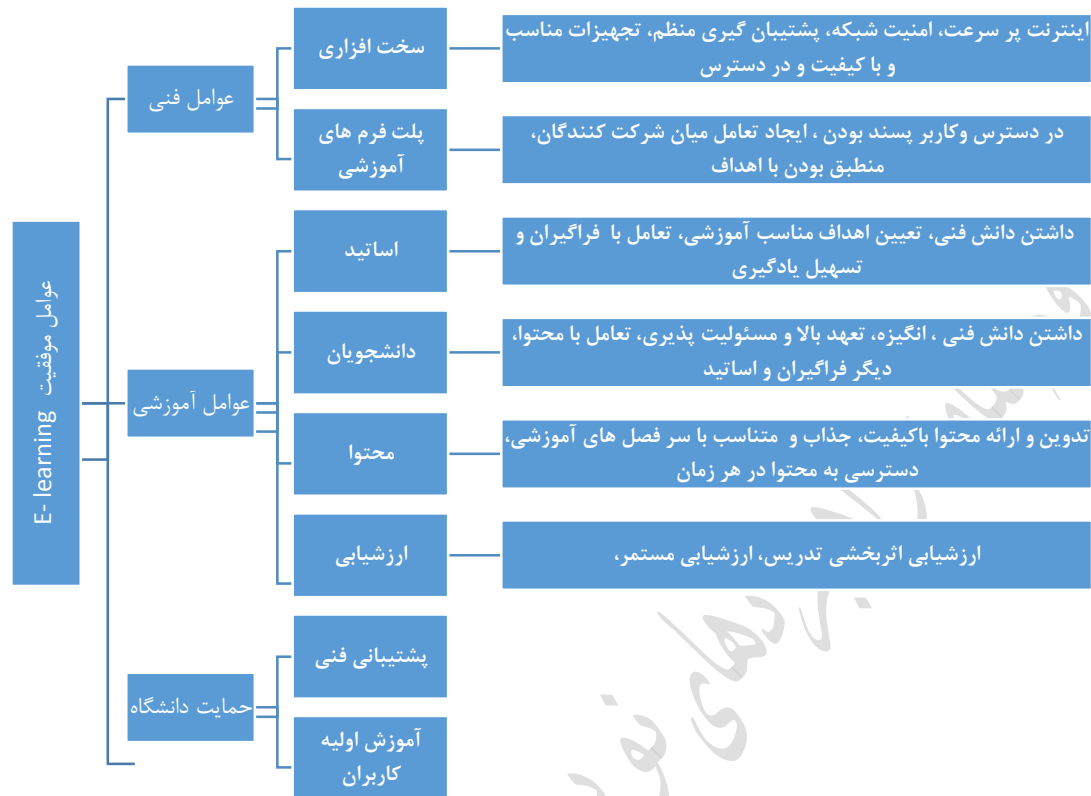 عوامل موفقیت E- learning
عوامل فنی
سخت افزاری
اینترنت پر سرعت، امنیت شبکه، پشتیبان گیری منظم، تجهیزات مناسب
و با کیفیت و در دسترس
پلت فرم های
آموزشی
در دسترس وکاربر پسند بودن ، ایجاد تعامل میان شرکت کنندگان،
منطبق بودن با اهداف
عوامل آموزشی
اساتید
داشتن دانش فنی، تعیین اهداف مناسب آموزشی، تعامل با فراگیران و
تسهیل یادگیری
دانشجویان
داشتن دانش فنی ، انگیزه، تعهد بالا و مسئولیت پذیری، تعامل با محتوا،
دیگر فراگیران و اساتید
محتوا
تدوین و ارائه محتوا باکیفیت، جذاب و متناسب با سر فصل های آموزشی،
دسترسی به محتوا در هر زمان
ارزشیابی
ارزشیابی اثربخشی تدریس، ارزشیابی مستمر،
حمایت دانشگاه
پشتیبانی فنی
آموزش اولیه
کاربران